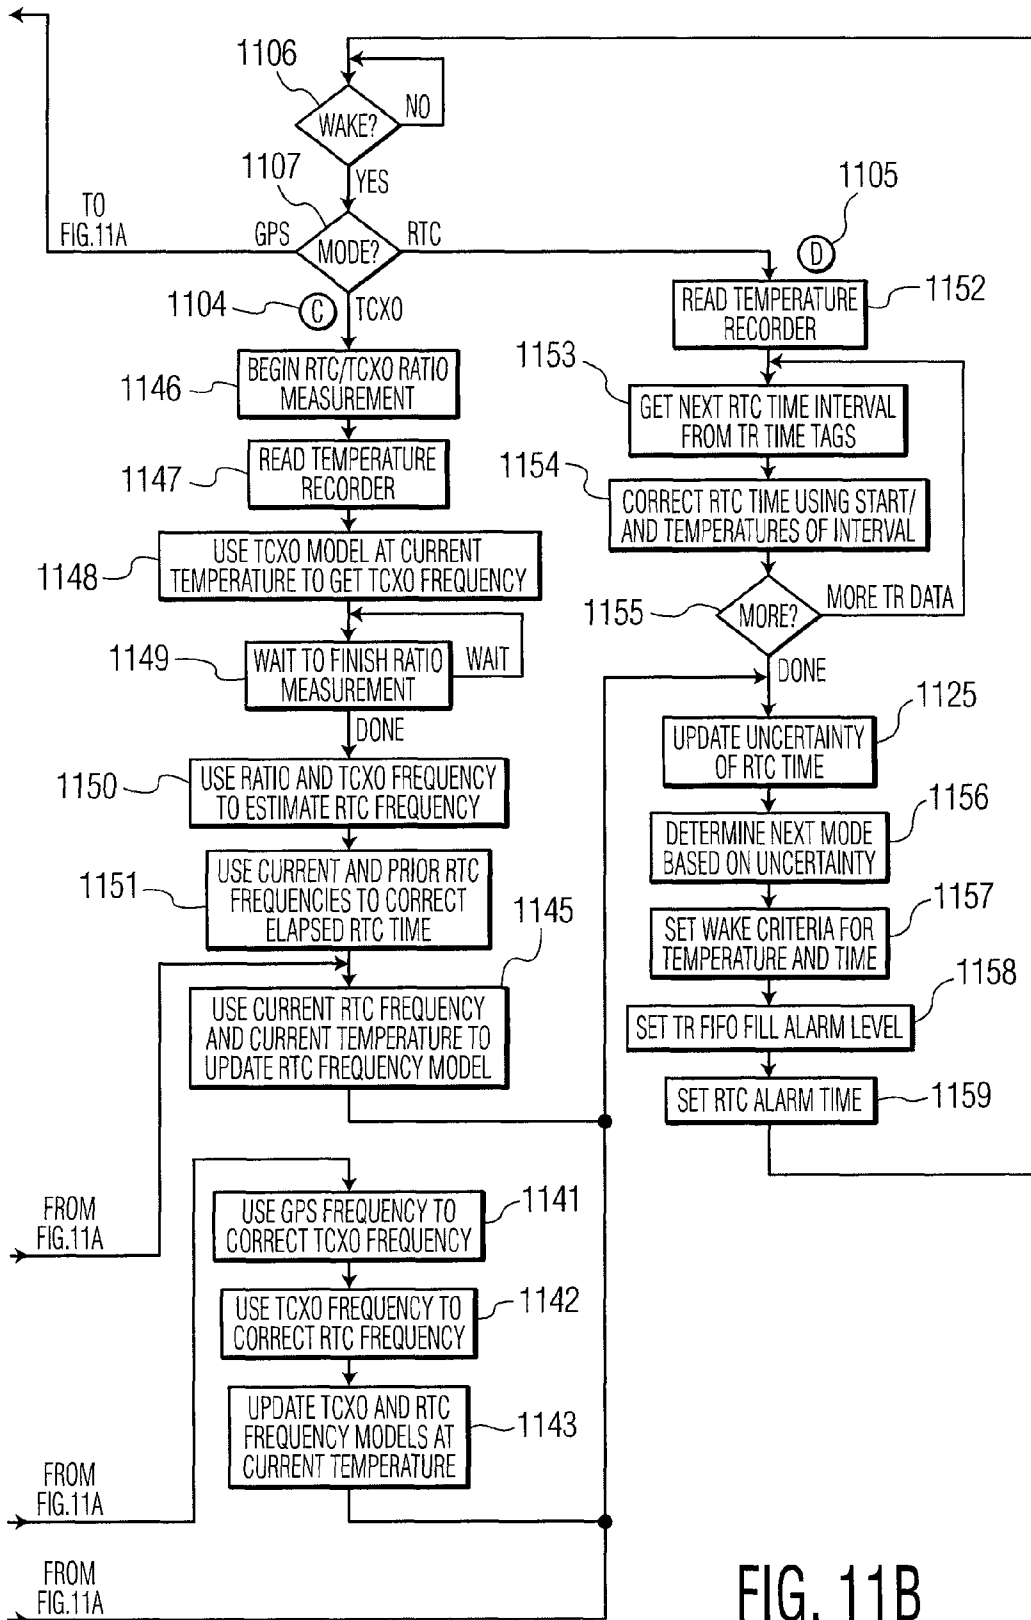 1106
WAKE?
NO
YES
1107
TO
FIG.11A
GPS
MODE?
RTC
1105
D
1104
C
TCXO
1146
BEGIN RTC/TCXO RATIO
MEASUREMENT
1147
READ TEMPERATURE
RECORDER
1148
USE TCXO MODEL AT CURRENT
TEMPERATURE TO GET TCXO FREQUENCY
1149
WAIT TO FINISH RATIO
MEASUREMENT
WAIT
DONE
1150
USE RATIO AND TCXO FREQUENCY
TO ESTIMATE RTC FREQUENCY
1151
USE CURRENT AND PRIOR RTC
FREQUENCIES TO CORRECT
ELAPSED RTC TIME
1145
USE CURRENT RTC FREQUENCY
AND CURRENT TEMPERATURE TO
UPDATE RTC FREQUENCY MODEL
READ TEMPERATURE
RECORDER
1152
1153
GET NEXT RTC TIME INTERVAL
FROM TR TIME TAGS
1154
CORRECT RTC TIME USING START/
AND TEMPERATURES OF INTERVAL
1155
MORE?
MORE TR DATA
DONE
1125
UPDATE UNCERTAINTY
OF RTC TIME
1156
DETERMINE NEXT MODE
BASED ON UNCERTAINTY
1157
SET WAKE CRITERIA FOR
TEMPERATURE AND TIME
1158
SET TR FIFO FILL ALARM LEVEL
SET RTC ALARM TIME
1159
FROM
FIG.11A
USE GPS FREQUENCY TO
CORRECT TCXO FREQUENCY
1141
USE TCXO FREQUENCY TO
CORRECT RTC FREQUENCY
1142
UPDATE TCXO AND RTC
FREQUENCY MODELS AT
CURRENT TEMPERATURE
1143
FROM
FIG.11A
FROM
FIG.11A
FIG. 11B